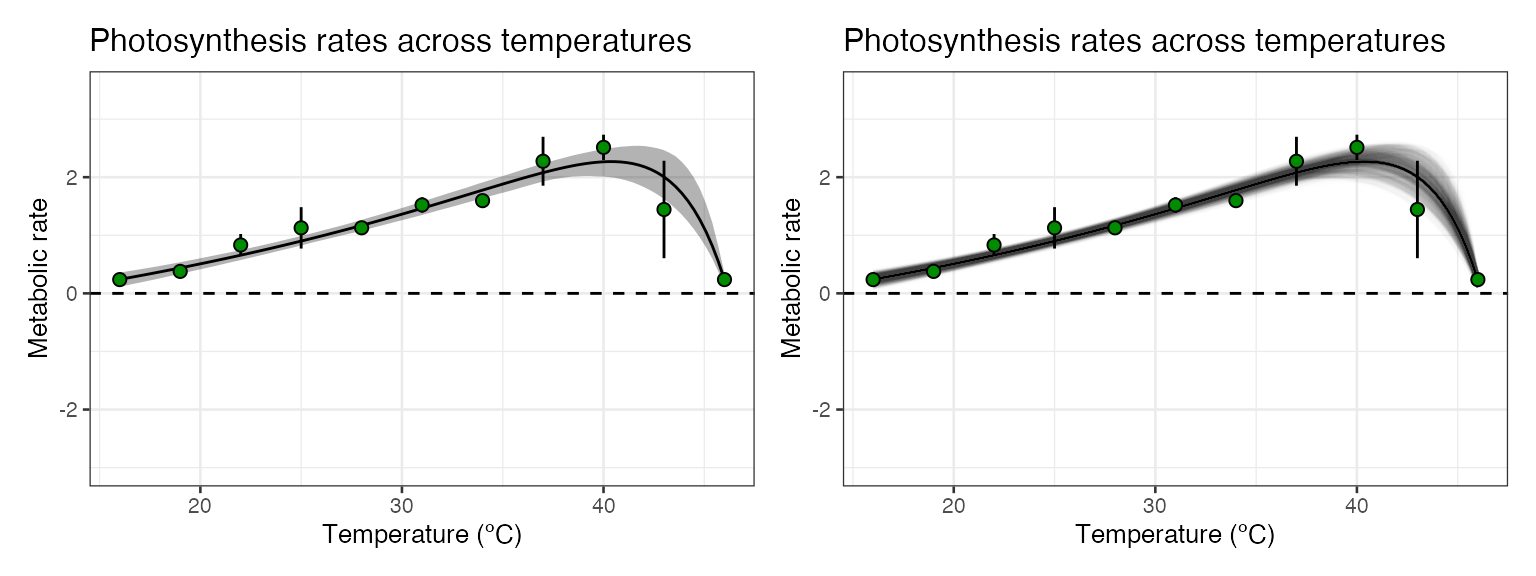 Photosynthesis rates across temperatures
Metabolic rate
2
0
-2
20 30 40
Temperature (°C)
Photosynthesis rates across temperatures
Metabolic rate
2
0
-2
20 30 40
Temperature (°C)